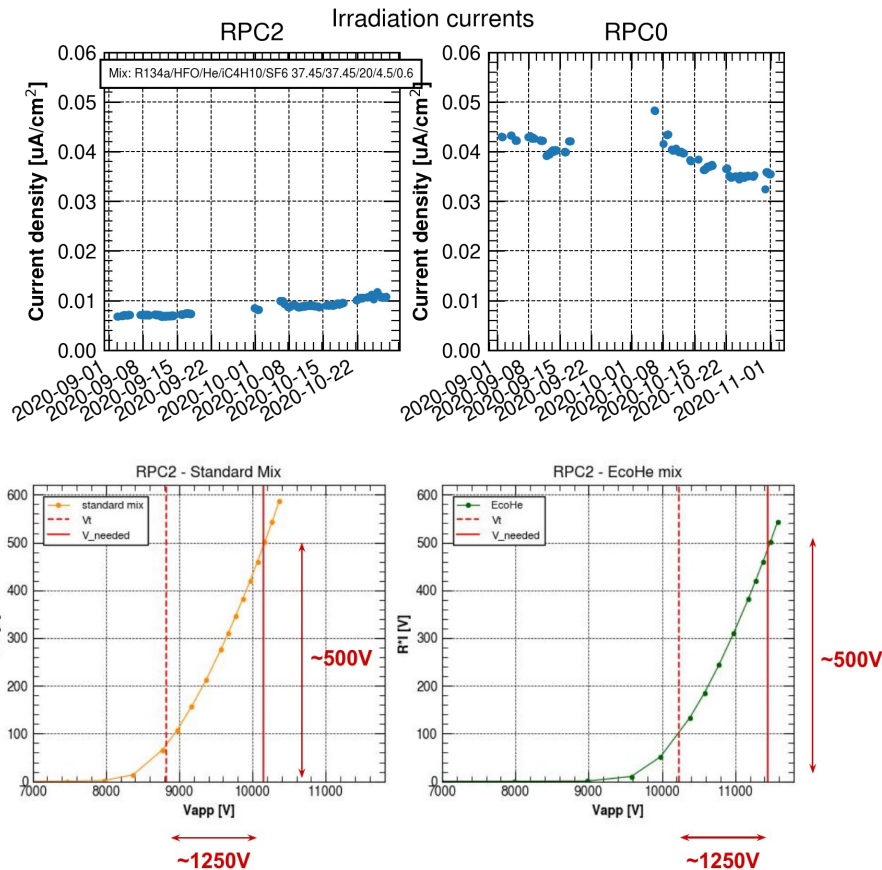 Irradiation currents
RPC2
RPC0
Mix: R134a/HFO/He/iC4H10/SF6 37.45/37.45/20/4.5/0.6
Current density [uA/cm²]
0.06
0.05
0.04
0.03
0.02
0.01
0.00
2020-09-01
2020-09-08
2020-09-15
2020-09-22
2020-10-01
2020-10-08
2020-10-15
2020-10-22
Current density [uA/cm²]
0.06
0.05
0.04
0.03
0.02
0.01
0.00
2020-09-01
2020-09-08
2020-09-15
2020-09-22
2020-10-01
2020-10-08
2020-10-15
2020-10-22
2020-11-01
RPC2 - Standard Mix
600
500
400
300
200
100
0
standard mix
Vt
V_needed
~500V
7000
8000
9000
10000
11000
Vapp [V]
~1250V
RPC2 - EcoHe mix
R*I [V]
600
500
400
300
200
100
0
EcoHe
Vt
V_needed
~500V
7000
8000
9000
10000
11000
Vapp [V]
~1250V